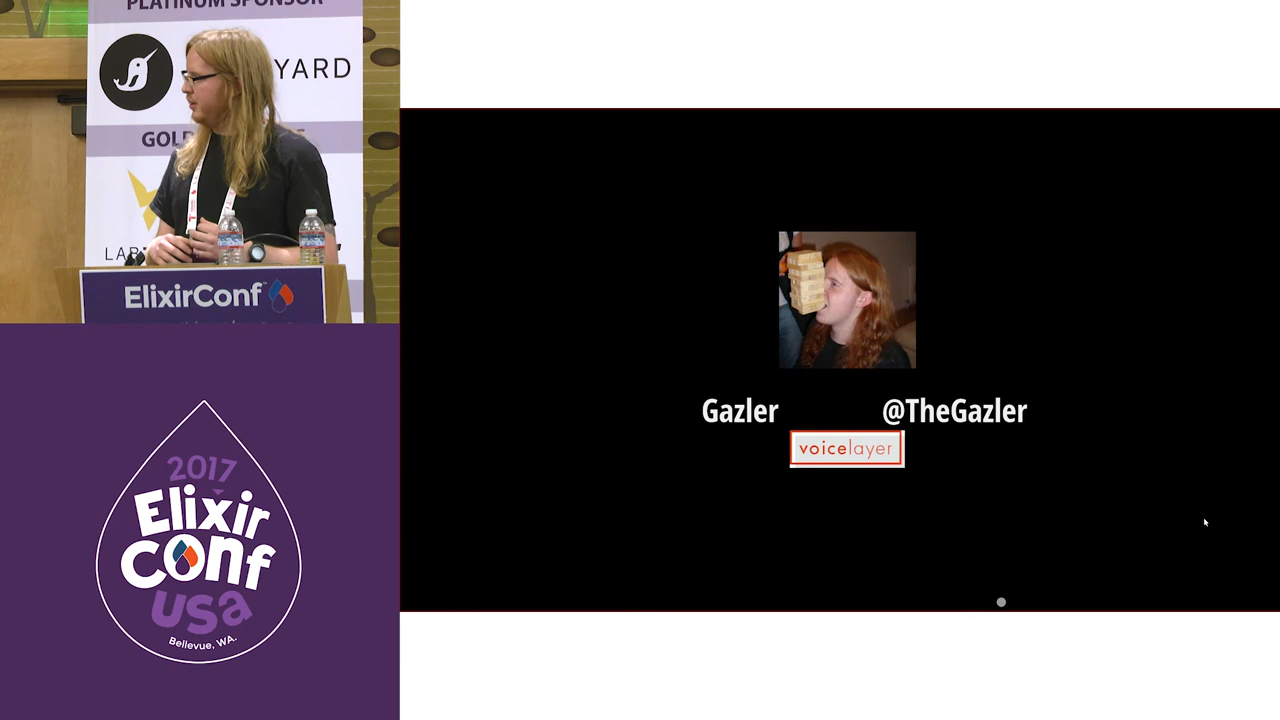 PLATINUM SPONSOR
YARD
GOLD
LAR
ElixirConf
2017
Elixir
Conf
usa
Bellevue, WA.
Gazler
@TheGazler
voicelayer